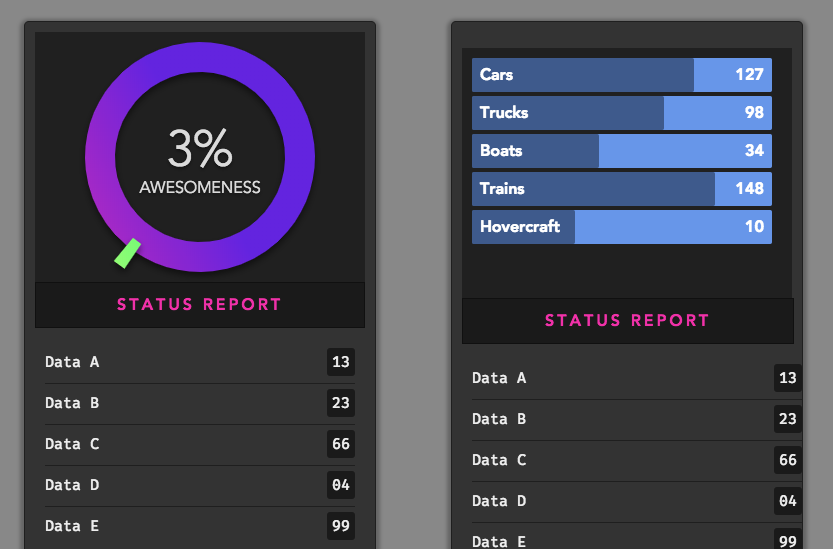 3%
AWESOMENESS
STATUS REPORT
Data A 13
Data B 23
Data C 66
Data D 04
Data E 99
Cars 127
Trucks 98
Boats 34
Trains 148
Hovercraft 10
STATUS REPORT
Data A 13
Data B 23
Data C 66
Data D 04
Data E 99